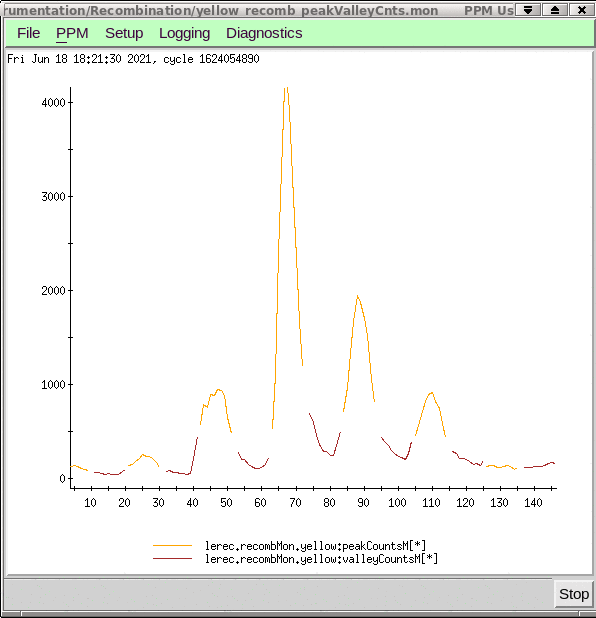 rumentation/Recombination/yellow_recomb_peakValleyCnts.mon PPM Us
File PPM Setup Logging Diagnostics
Fri Jun 18 18:21:30 2021, cycle 1624054890
4000
3000
2000
1000
0
10 20 30 40 50 60 70 80 90 100 110 120 130 140
lerec.recombMon.yellow:peakCountsM[*]
lerec.recombMon.yellow:valleyCountsM[*]
Stop